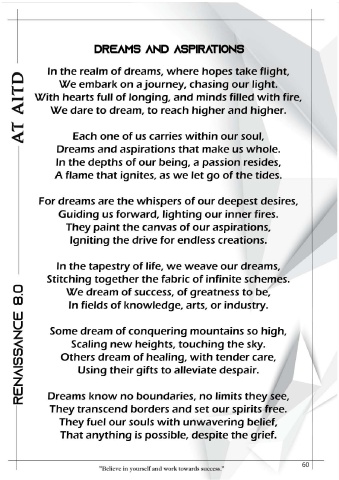 DREAMS AND ASPIRATIONS
In the realm of dreams, where hopes take flight,
We embark on a journey, chasing our light.
With hearts full of longing, and minds filled with fire,
We dare to dream, to reach higher and higher.
Each one of us carries within our soul,
Dreams and aspirations that make us whole.
In the depths of our being, a passion resides,
A flame that ignites, as we let go of the tides.
For dreams are the whispers of our deepest desires,
Guiding us forward, lighting our inner fires.
They paint the canvas of our aspirations,
Igniting the drive for endless creations.
In the tapestry of life, we weave our dreams,
Stitching together the fabric of infinite schemes.
We dream of success, of greatness to be,
In fields of knowledge, arts, or industry.
Some dream of conquering mountains so high,
Scaling new heights, touching the sky.
Others dream of healing, with tender care,
Using their gifts to alleviate despair.
Dreams know no boundaries, no limits they see,
They transcend borders and set our spirits free.
They fuel our souls with unwavering belief,
That anything is possible, despite the grief.
AT AITD
RENAISSANCE 8.0
"Believe in yourself and work towards success."
60